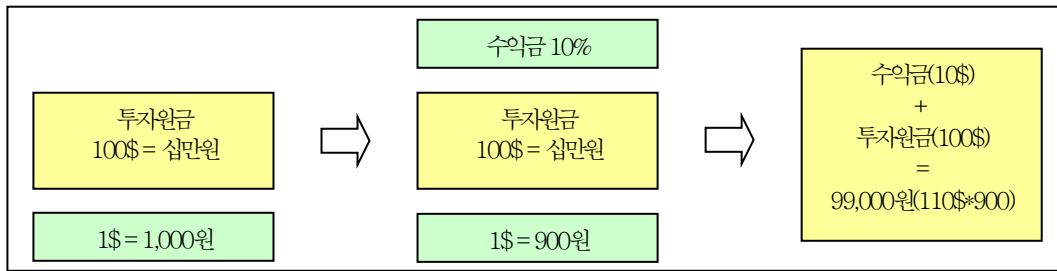 투자원금
100$ = 십만원
1$ = 1,000원
수익금 10%
투자원금
100$ = 십만원
1$ = 900원
수익금(10$)
+
투자원금(100$)
=
99,000원(110$*900)